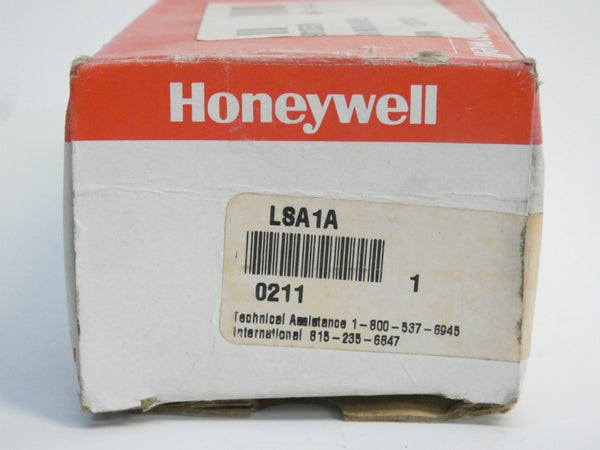 Honeywell
LSA1A
0211
1
Technical Assistance 1-800-537-6945
International 815-235-6847